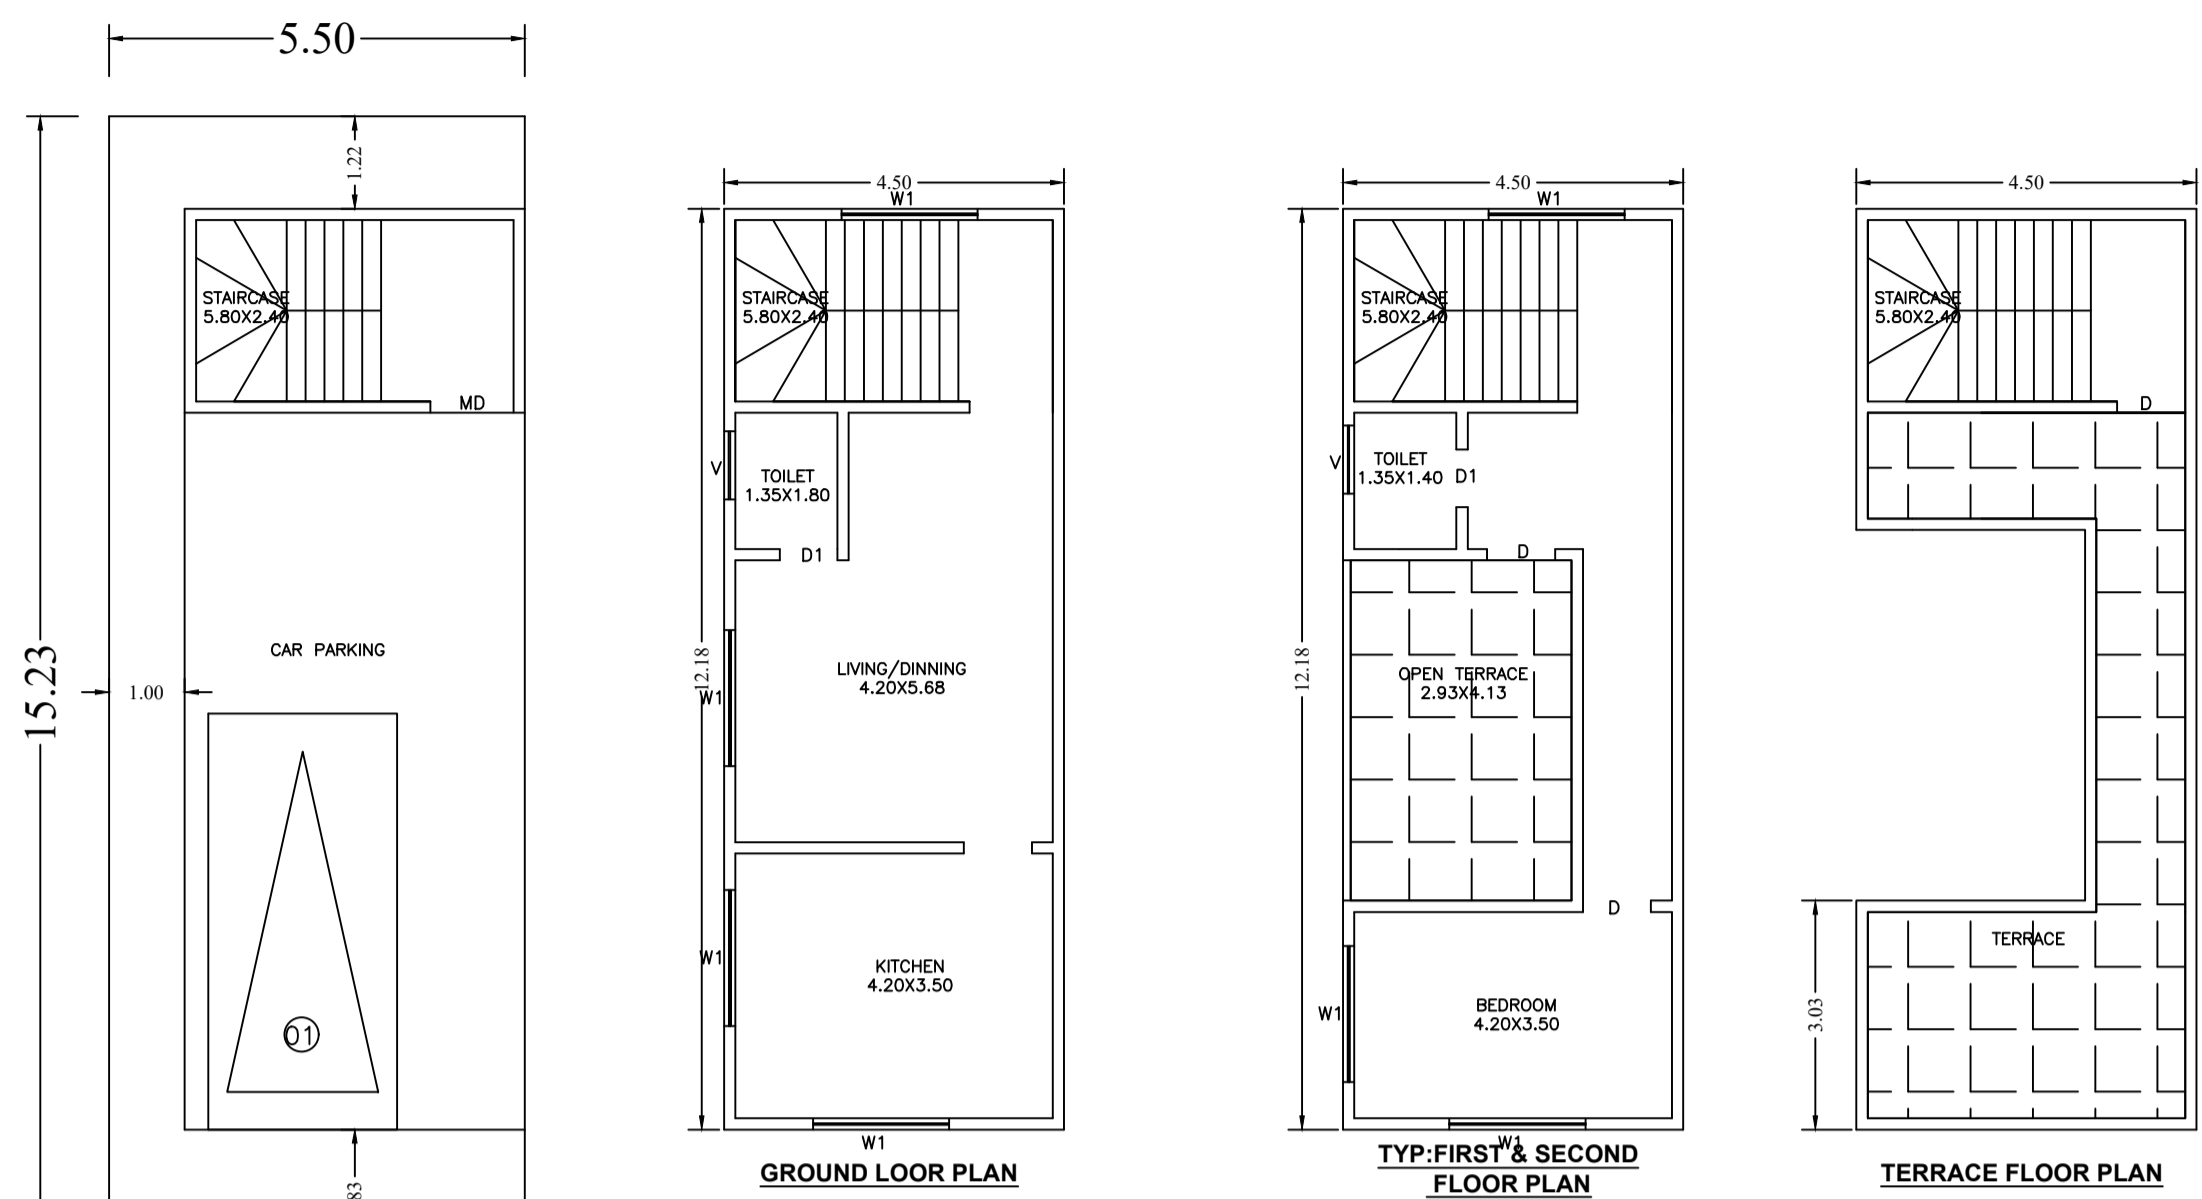 5.50
1.22
STAIRCASE
5.80X2.40
MD
CAR PARKING
15.23
1.00
01
83
4.50
W1
STAIRCASE
5.80X2.40
V
TOILET
1.35X1.80
D1
12.18
W1
LIVING/DINNING
4.20X5.68
W1
KITCHEN
4.20X3.50
W1
GROUND LOOR PLAN
4.50
W1
STAIRCASE
5.80X2.40
V
TOILET
1.35X1.40
D1
D
12.18
OPEN TERRACE
2.93X4.13
D
W1
BEDROOM
4.20X3.50
W1
TYP:FIRST & SECOND
FLOOR PLAN
4.50
STAIRCASE
5.80X2.40
D
TERRACE
3.03
TERRACE FLOOR PLAN